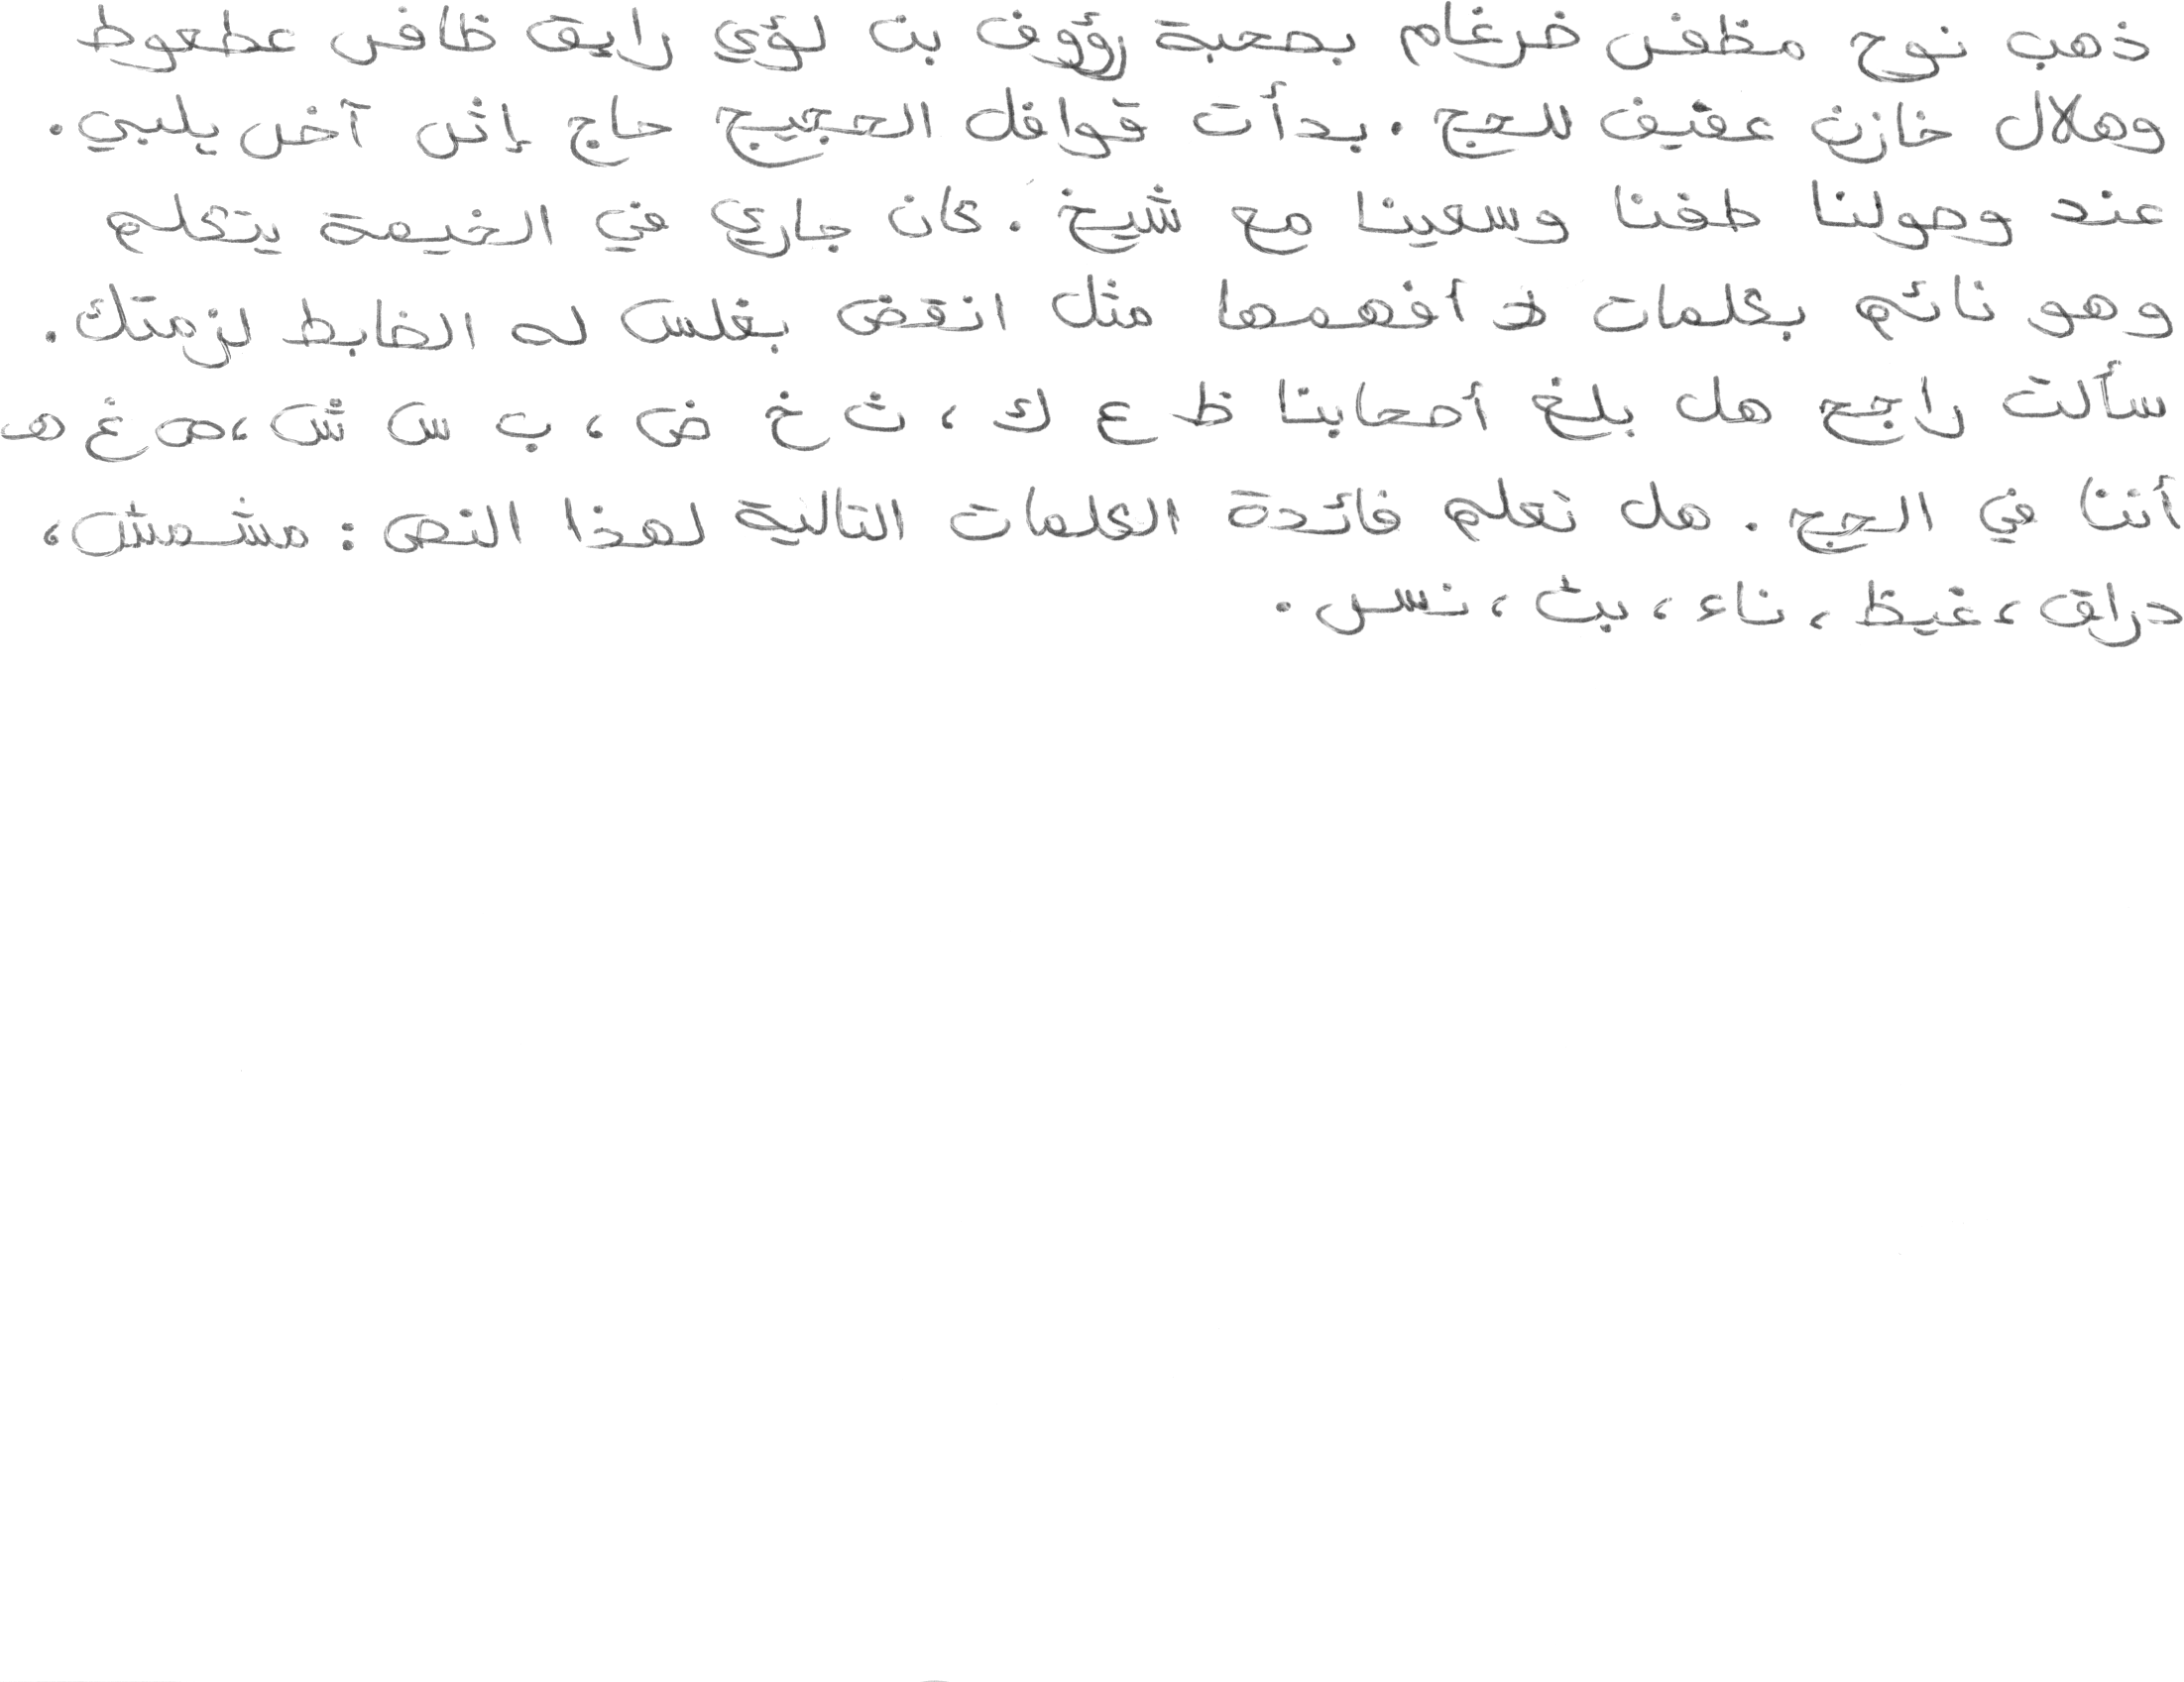 ذهب نوح مظفر ضرغام بصحبة رؤوف بن لؤي رايق ظافر عطعوط
وهلال خازن عفيف للحج . بدأت قوافل الحجيج حاج إثر آخر يلبي .
عند وصولنا طفنا وسعينا مع شيخ . كان جاري في الخيمة يتكلم
وهو نائم بكلمات لا أفهمها مثل انقض بغلس له الضابط لزمتك .
سألت راجح هل بلغ أصحابنا ظ ع ك ، ث خ ض ، ب س ش ، ص غ هـ
أننا في الحج . هل تعلم فائدة الكلمات التالية لهذا النص : مشمش ،
دراق ، غيظ ، ناء ، بث ، نسر .